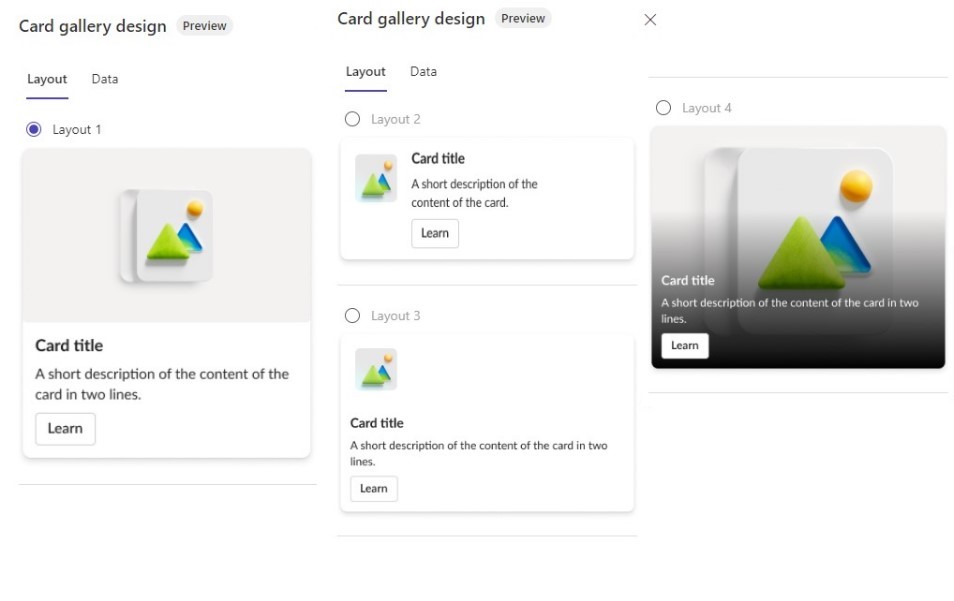 Card gallery design Preview
Layout Data
Layout 1
Card title
A short description of the content of the
card in two lines.
Learn
Card gallery design Preview
Layout Data
Layout 2
Card title
A short description of the
content of the card.
Learn
Layout 3
Card title
A short description of the content of the card in two
lines.
Learn
Layout 4
Card title
A short description of the content of the card in two
lines.
Learn